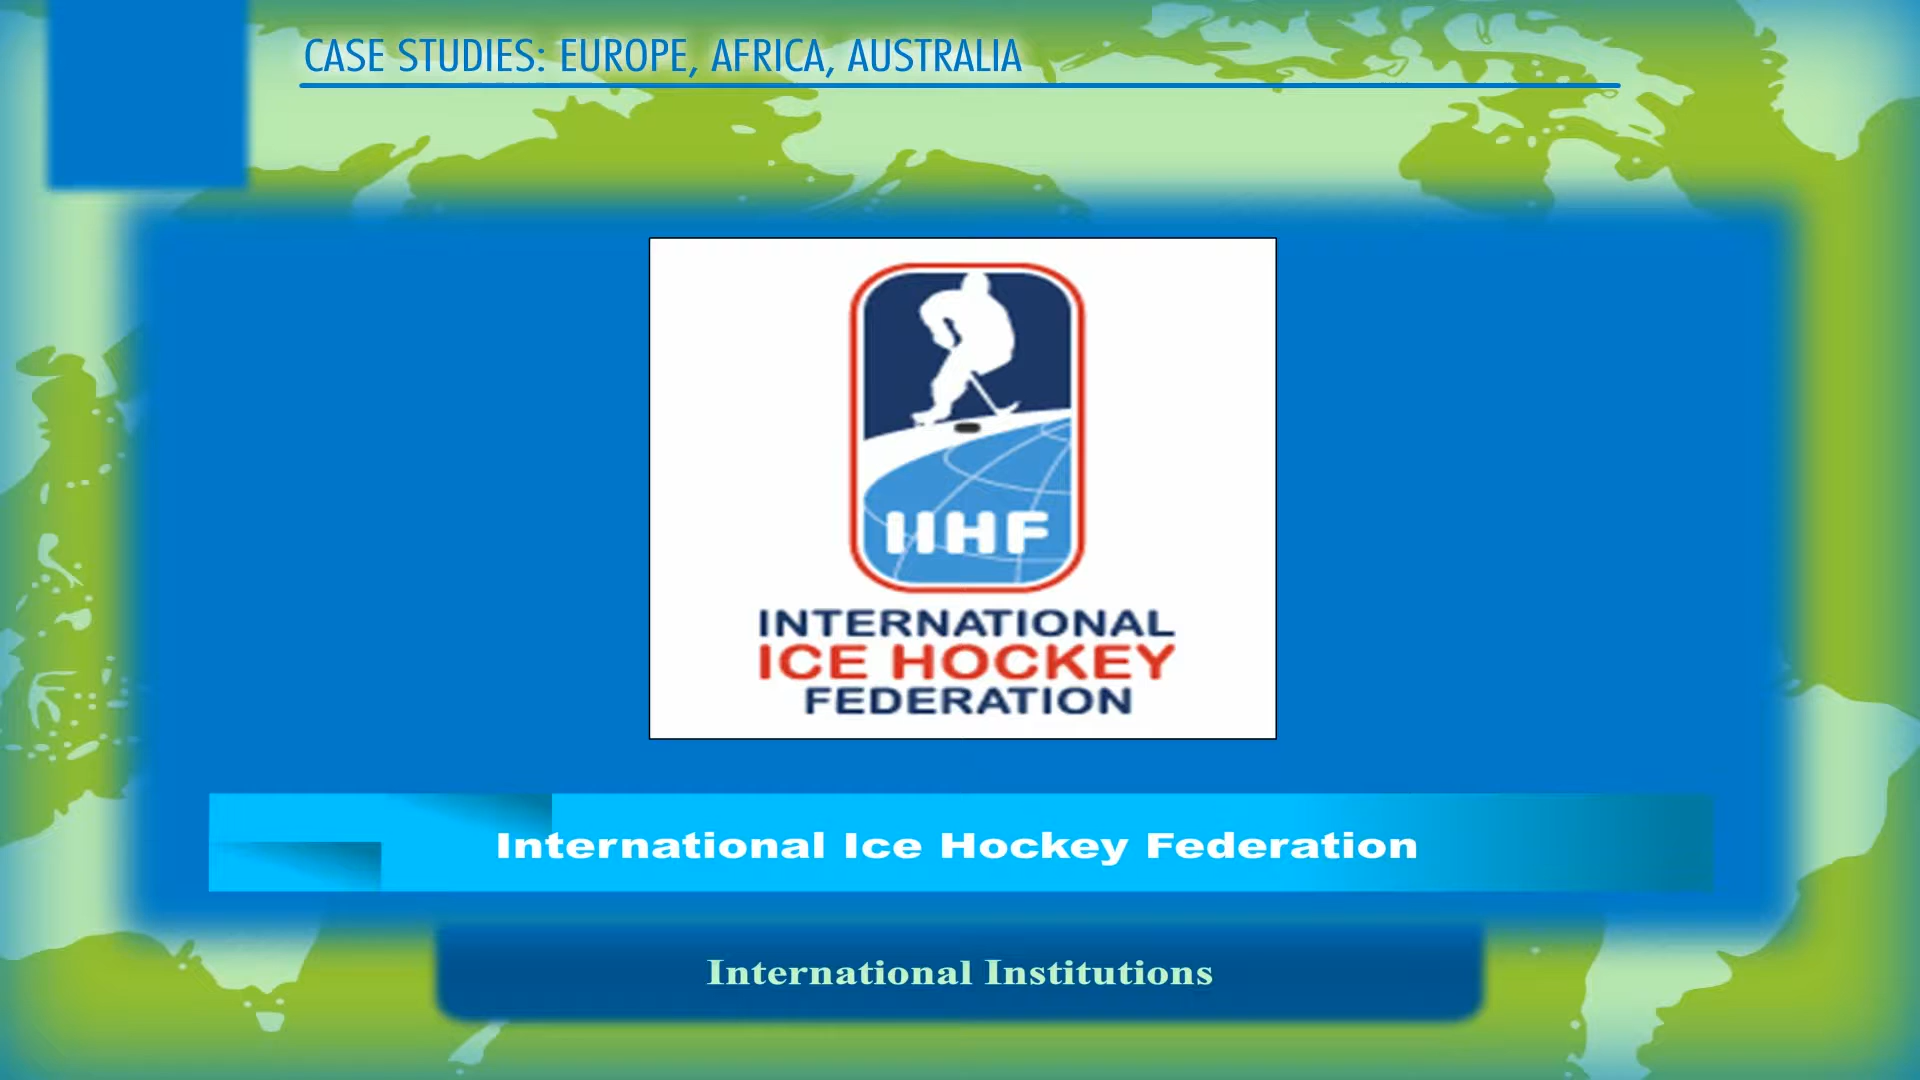 CASE STUDIES: EUROPE, AFRICA, AUSTRALIA
IIHF
INTERNATIONAL
ICE HOCKEY
FEDERATION
International Ice Hockey Federation
International Institutions